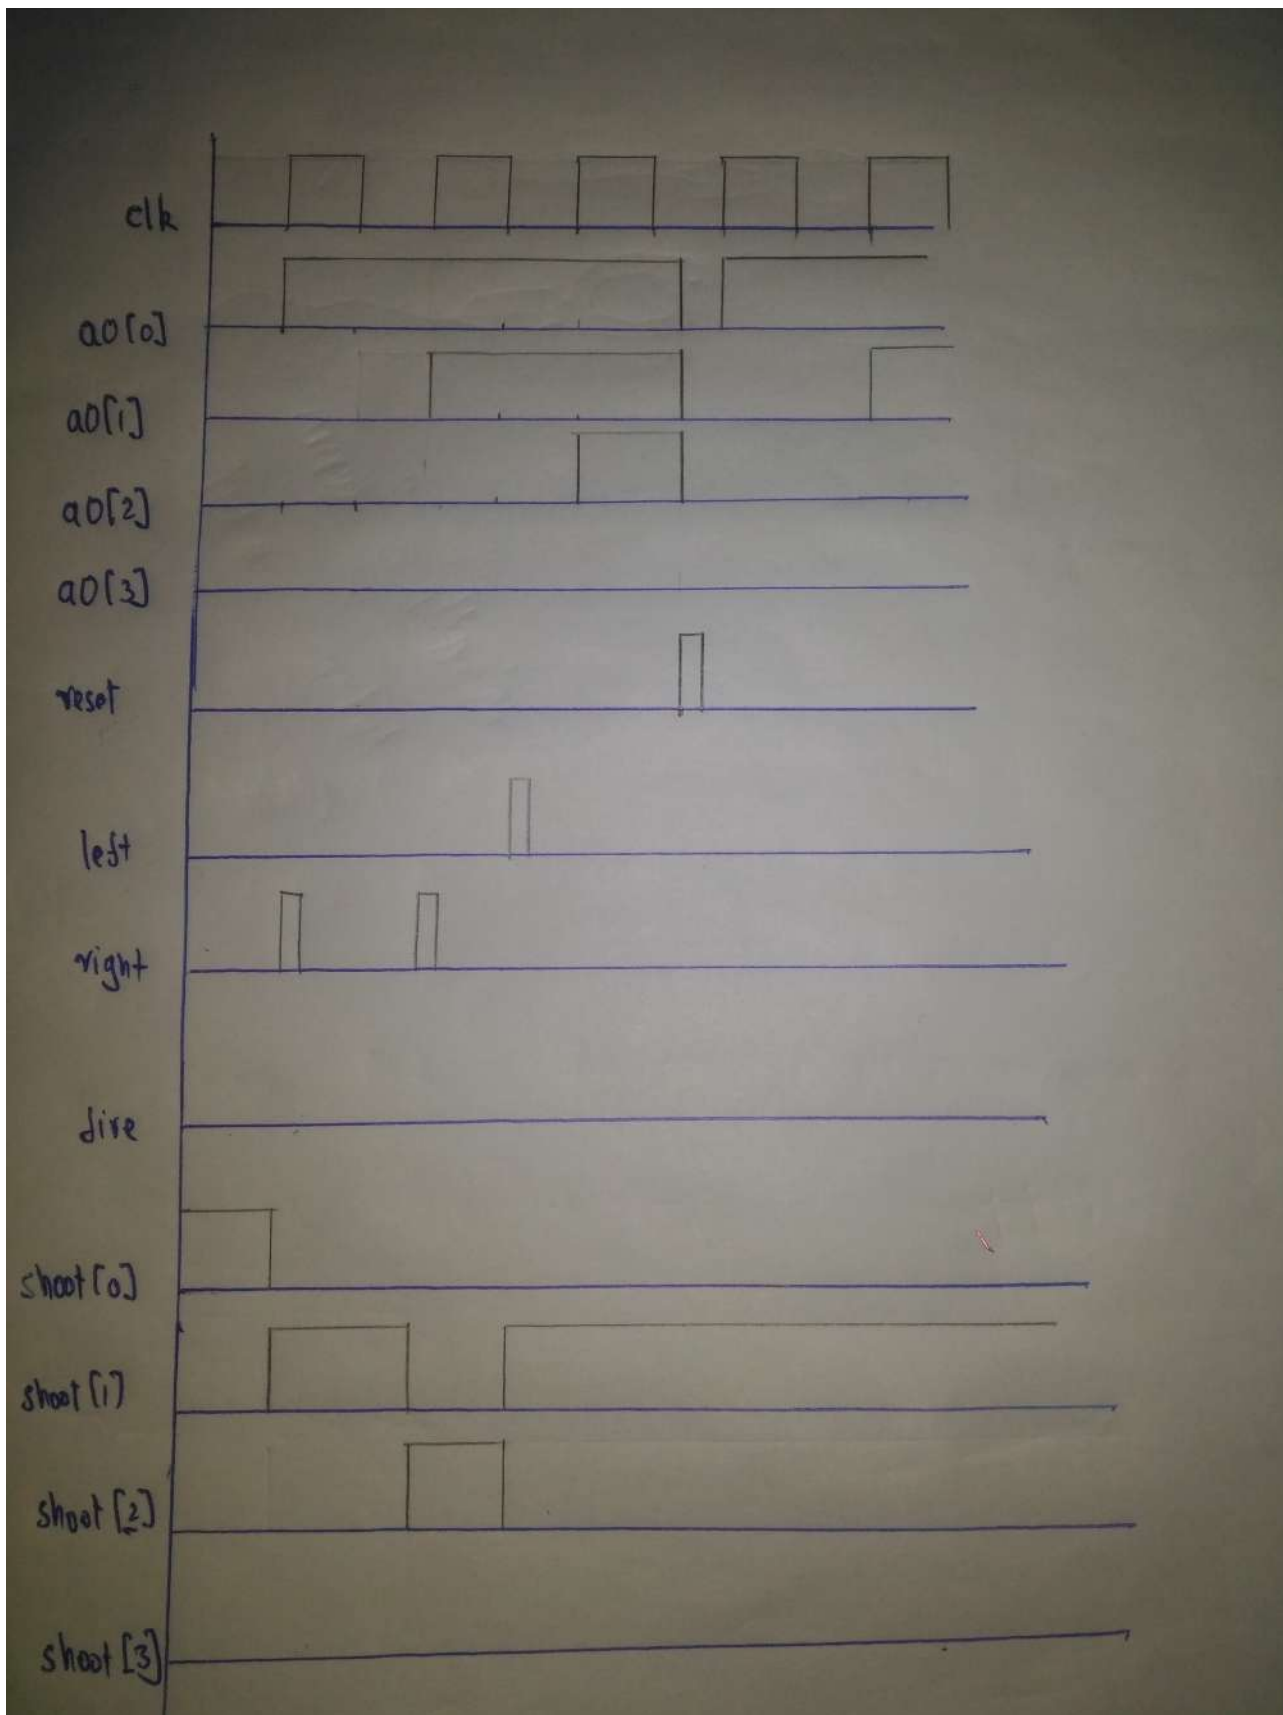 clk
a0[0]
a0[1]
a0[2]
a0[3]
reset
left
right
fire
shoot[0]
shoot[1]
shoot[2]
shoot[3]